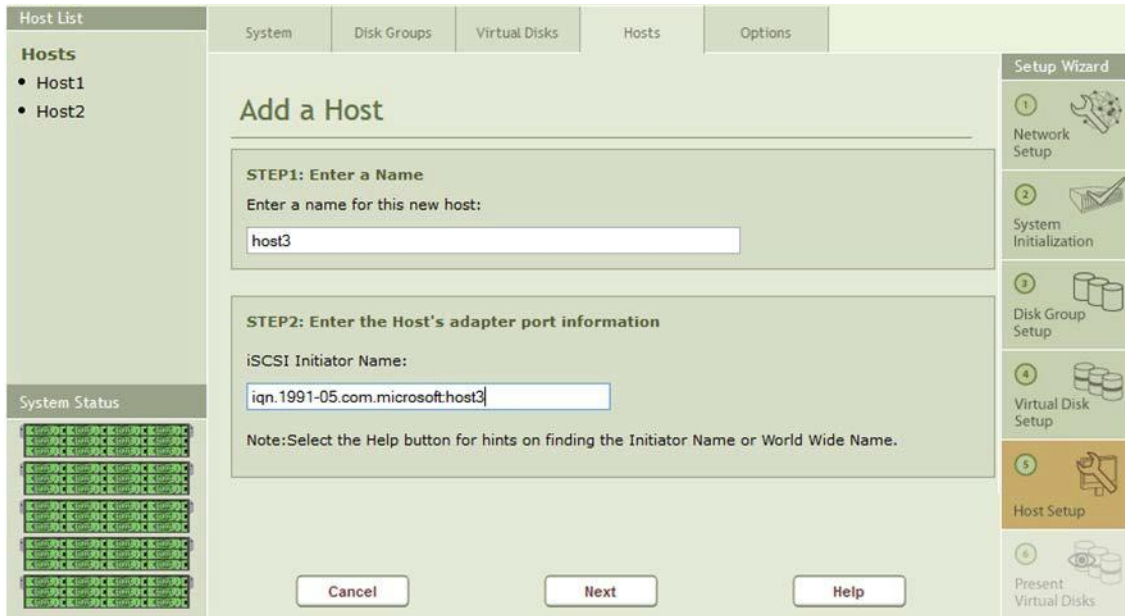 Host List
Hosts
• Host1
• Host2
System Status
System
Disk Groups
Virtual Disks
Hosts
Options
Add a Host
STEP1: Enter a Name
Enter a name for this new host:
host3
STEP2: Enter the Host's adapter port information
iSCSI Initiator Name:
iqn.1991-05.com.microsoft:host3
Note:Select the Help button for hints on finding the Initiator Name or World Wide Name.
Cancel
Next
Help
Setup Wizard
1
Network
Setup
2
System
Initialization
3
Disk Group
Setup
4
Virtual Disk
Setup
5
Host Setup
6
Present
Virtual Disks